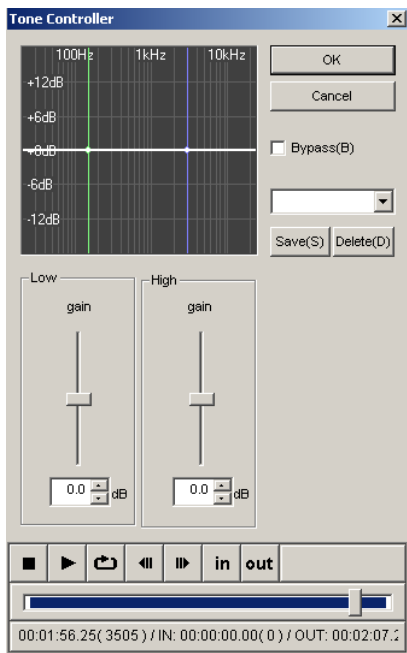 Tone Controller
100Hz 1kHz 10kHz
+12dB
+6dB
+0dB
-6dB
-12dB
OK
Cancel
Bypass(B)
Save(S) Delete(D)
Low High
gain gain
0.0 dB 0.0 dB
in out
00:01:56.25( 3505 ) / IN: 00:00:00.00( 0 ) / OUT: 00:02:07.2